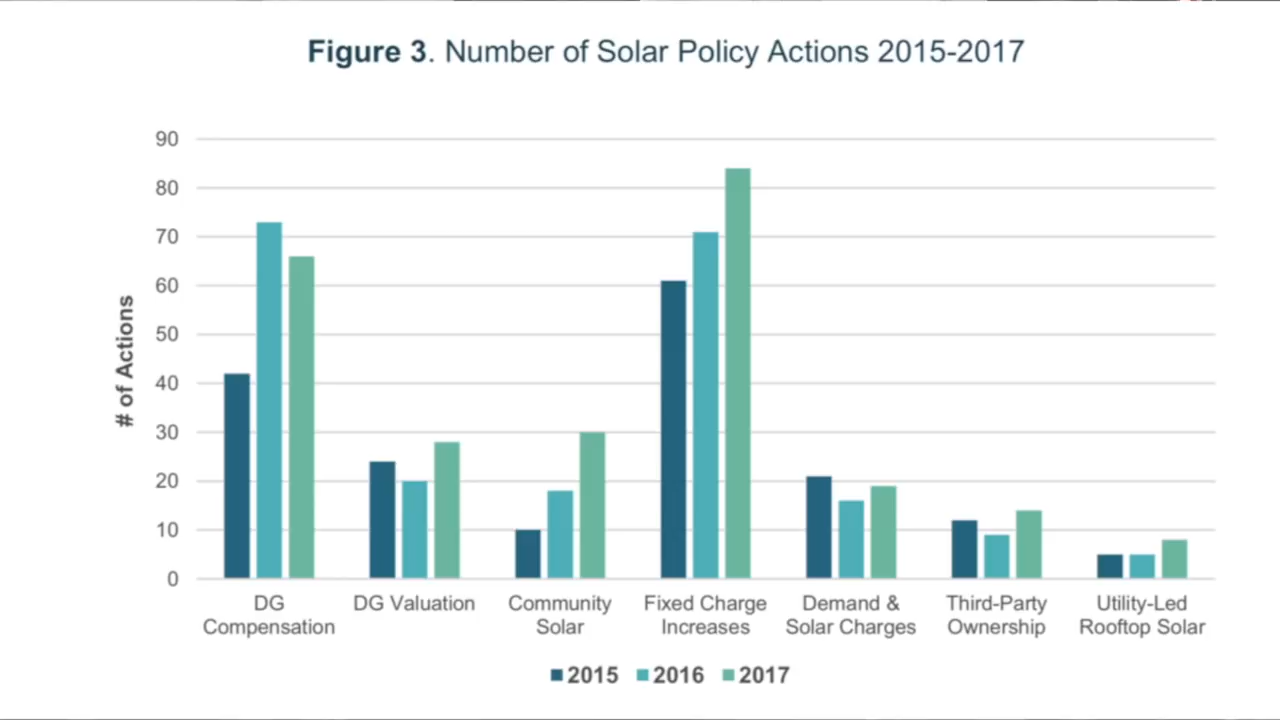 Figure 3. Number of Solar Policy Actions 2015-2017
90
80
70
60
50
40
30
20
10
0
# of Actions
DG
Compensation
DG Valuation
Community
Solar
Fixed Charge
Increases
Demand &
Solar Charges
Third-Party
Ownership
Utility-Led
Rooftop Solar
2015 2016 2017